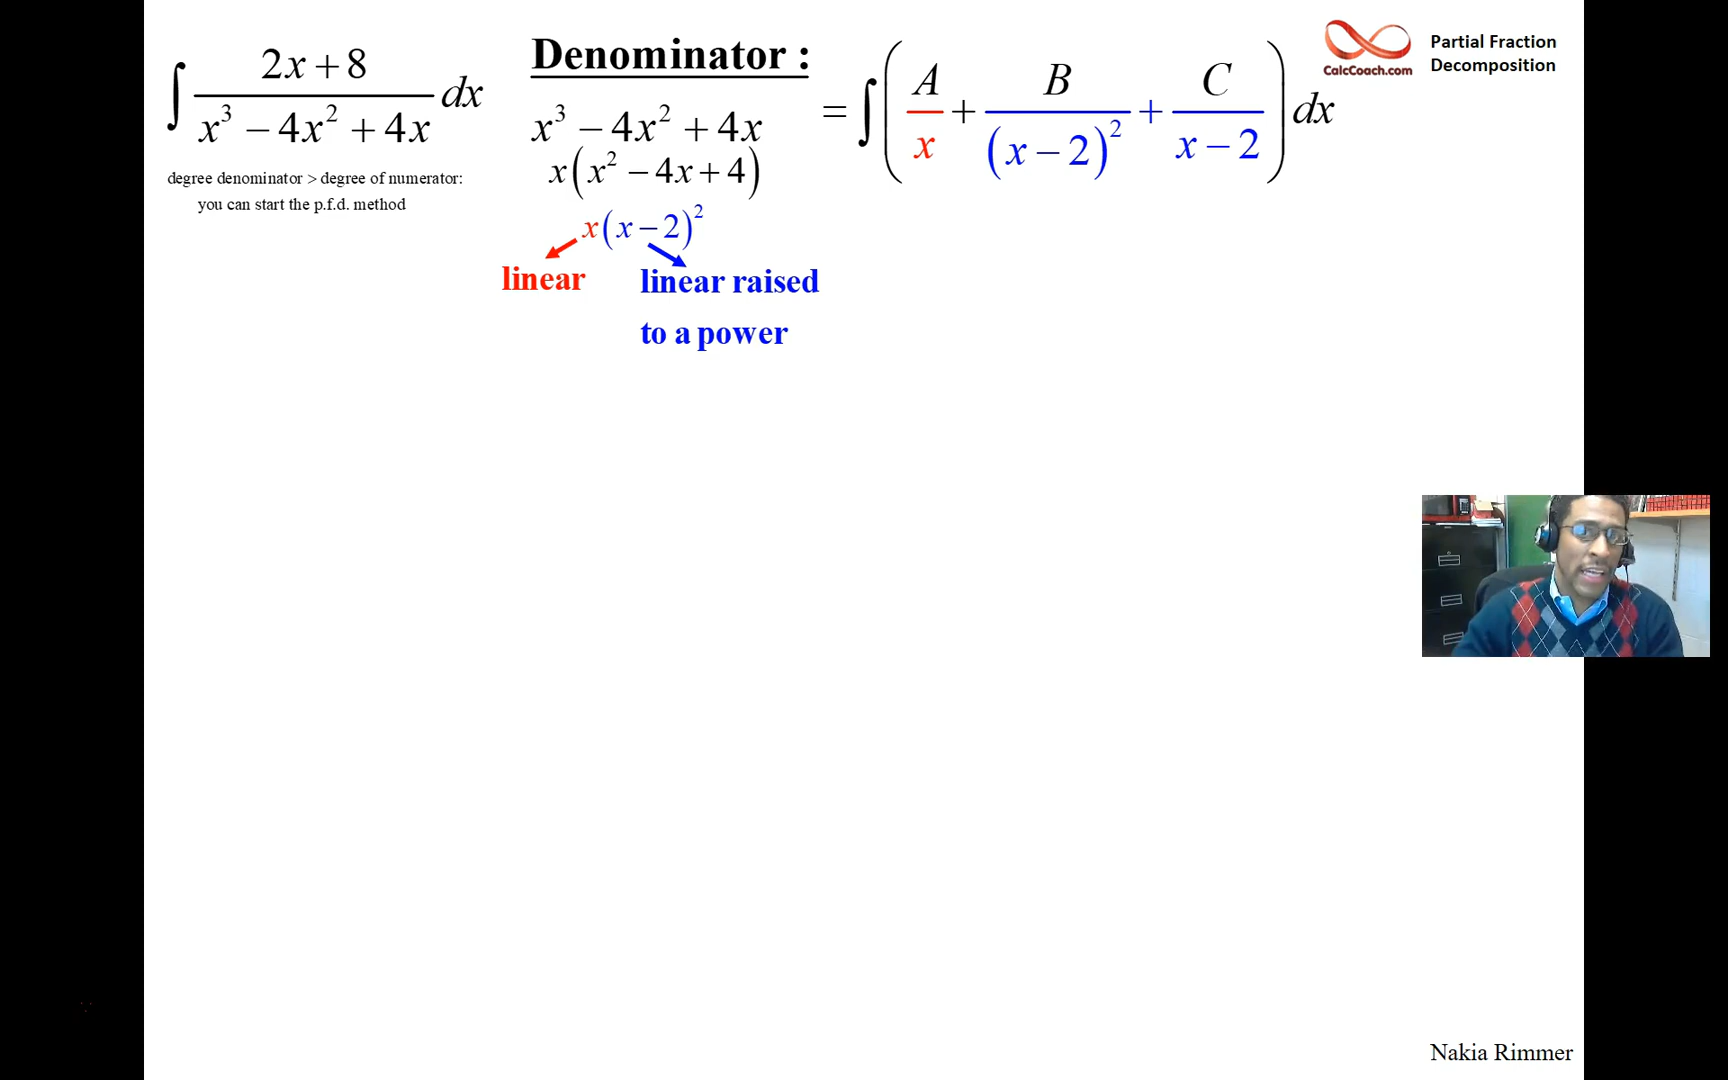 ∫ (2x + 8)/(x³ − 4x² + 4x) dx
degree denominator > degree of numerator:
you can start the p.f.d. method
Denominator :
x³ − 4x² + 4x
x(x² − 4x + 4)
x(x − 2)²
linear
linear raised
to a power
= ∫ ( A/x + B/(x − 2)² + C/(x − 2) ) dx
CalcCoach.com
Partial Fraction
Decomposition
Nakia Rimmer